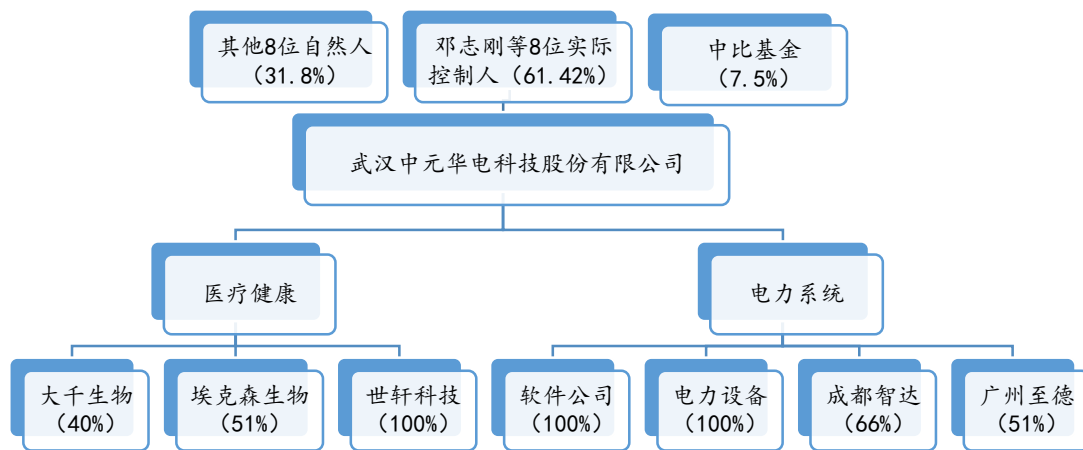 其他8位自然人
（31.8%）
邓志刚等8位实际
控制人（61.42%）
中比基金
（7.5%）
武汉中元华电科技股份有限公司
医疗健康
电力系统
大千生物
（40%）
埃克森生物
（51%）
世轩科技
（100%）
软件公司
（100%）
电力设备
（100%）
成都智达
（66%）
广州至德
（51%）